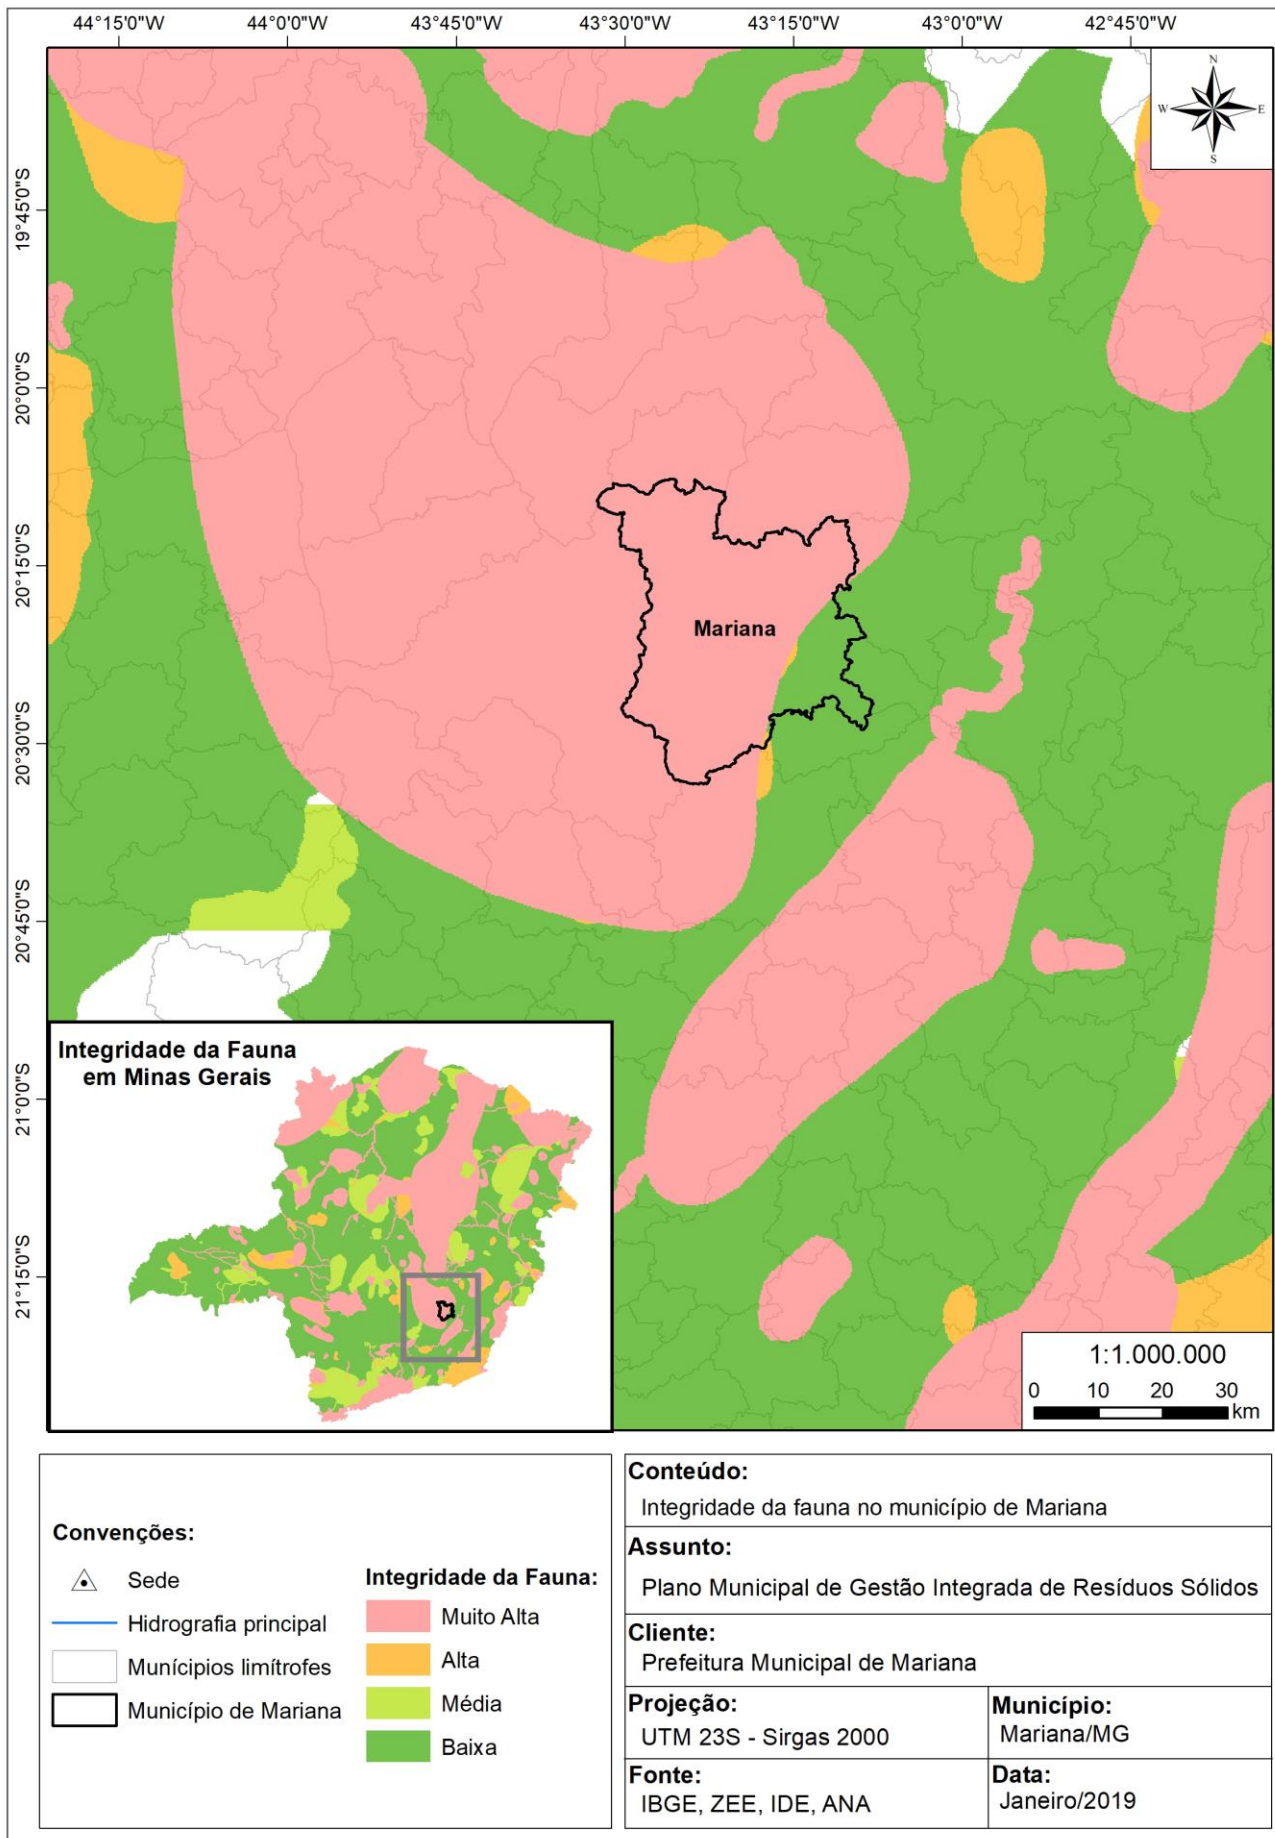 44°15'0"W 44°0'0"W 43°45'0"W 43°30'0"W 43°15'0"W 43°0'0"W 42°45'0"W
N
W E
S
19°45'0"S
20°0'0"S
20°15'0"S
20°30'0"S
20°45'0"S
21°0'0"S
21°15'0"S
Mariana
Integridade da Fauna
em Minas Gerais
1:1.000.000
0 10 20 30
km
Convenções:
Sede
Hidrografia principal
Munícipios limítrofes
Município de Mariana
Integridade da Fauna:
Muito Alta
Alta
Média
Baixa
Conteúdo:
Integridade da fauna no município de Mariana
Assunto:
Plano Municipal de Gestão Integrada de Resíduos Sólidos
Cliente:
Prefeitura Municipal de Mariana
Projeção:
UTM 23S - Sirgas 2000
Município:
Mariana/MG
Fonte:
IBGE, ZEE, IDE, ANA
Data:
Janeiro/2019